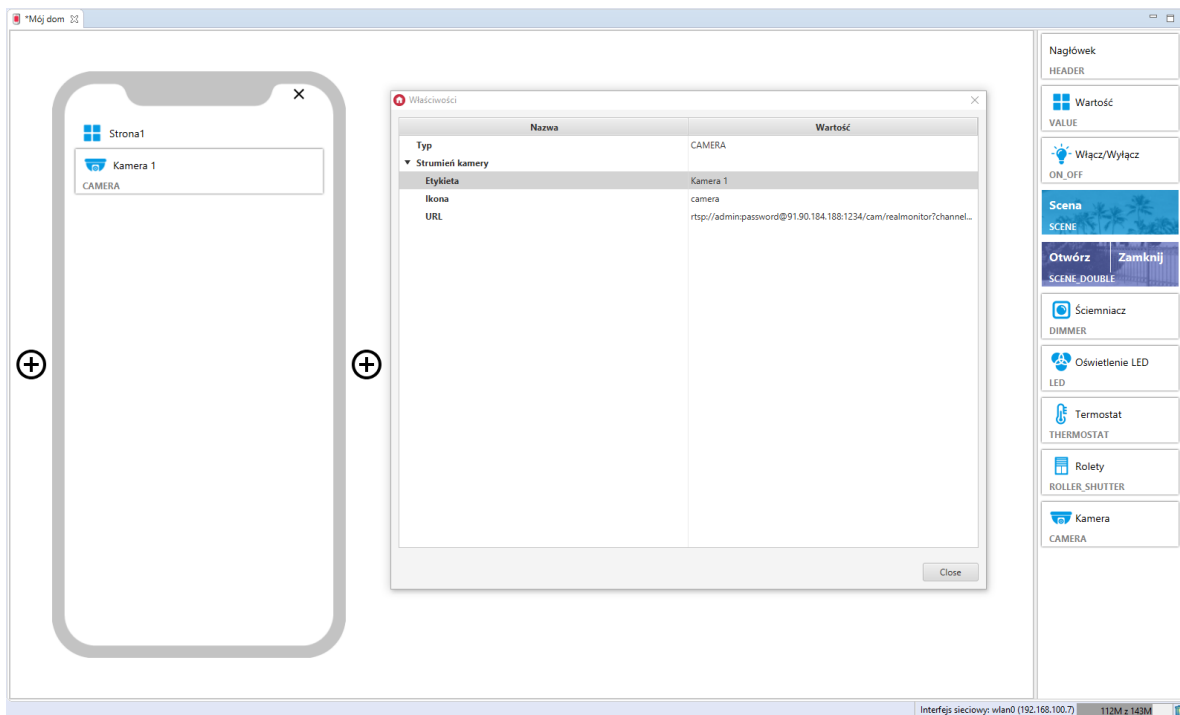 *Mój dom
Strona1
Kamera 1
CAMERA
Właściwości
Nazwa Wartość
Typ CAMERA
Strumień kamery
Etykieta Kamera 1
Ikona camera
URL rtsp://admin:password@91.90.184.188:1234/cam/realmonitor?channel...
Close
Nagłówek
HEADER
Wartość
VALUE
Włącz/Wyłącz
ON_OFF
Scena
SCENE
Otwórz Zamknij
SCENE_DOUBLE
Ściemniacz
DIMMER
Oświetlenie LED
LED
Termostat
THERMOSTAT
Rolety
ROLLER_SHUTTER
Kamera
CAMERA
Interfejs sieciowy: wlan0 (192.168.100.7) 112M z 143M